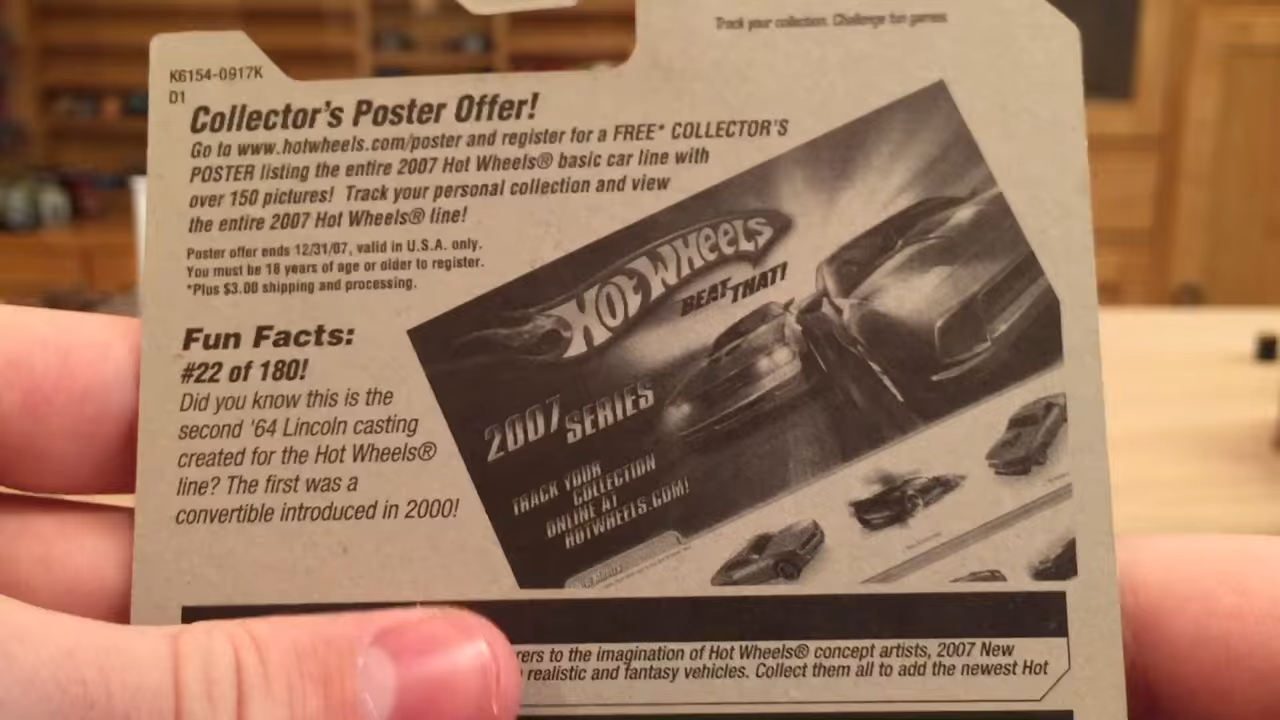 Track your collection. Challenge fun games
K6154-0917K
D1
Collector's Poster Offer!
Go to www.hotwheels.com/poster and register for a FREE* COLLECTOR'S
POSTER listing the entire 2007 Hot Wheels® basic car line with
over 150 pictures! Track your personal collection and view
the entire 2007 Hot Wheels® line!
Poster offer ends 12/31/07, valid in U.S.A. only.
You must be 18 years of age or older to register.
*Plus $3.00 shipping and processing.
HOT WHEELS
BEAT THAT!
2007 SERIES
TRACK YOUR
COLLECTION
ONLINE AT
HOTWHEELS.COM!
Fun Facts:
#22 of 180!
Did you know this is the
second '64 Lincoln casting
created for the Hot Wheels®
line? The first was a
convertible introduced in 2000!
to the imagination of Hot Wheels® concept artists, 2007 New
realistic and fantasy vehicles. Collect them all to add the newest Hot